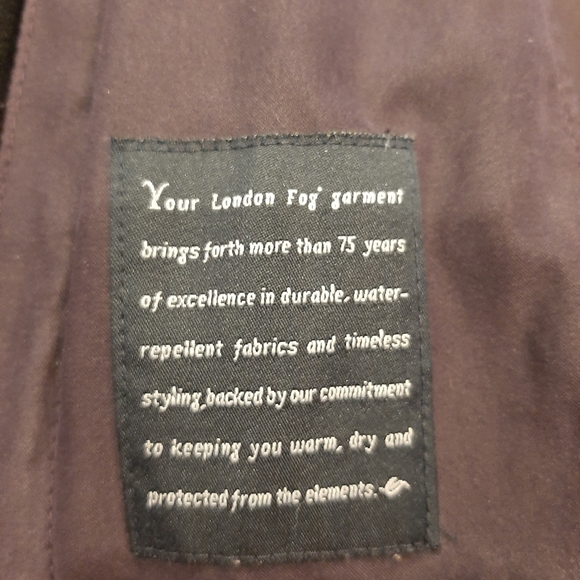 Your London Fog® garment
brings forth more than 75 years
of excellence in durable, water-
repellent fabrics and timeless
styling, backed by our commitment
to keeping you warm, dry and
protected from the elements.